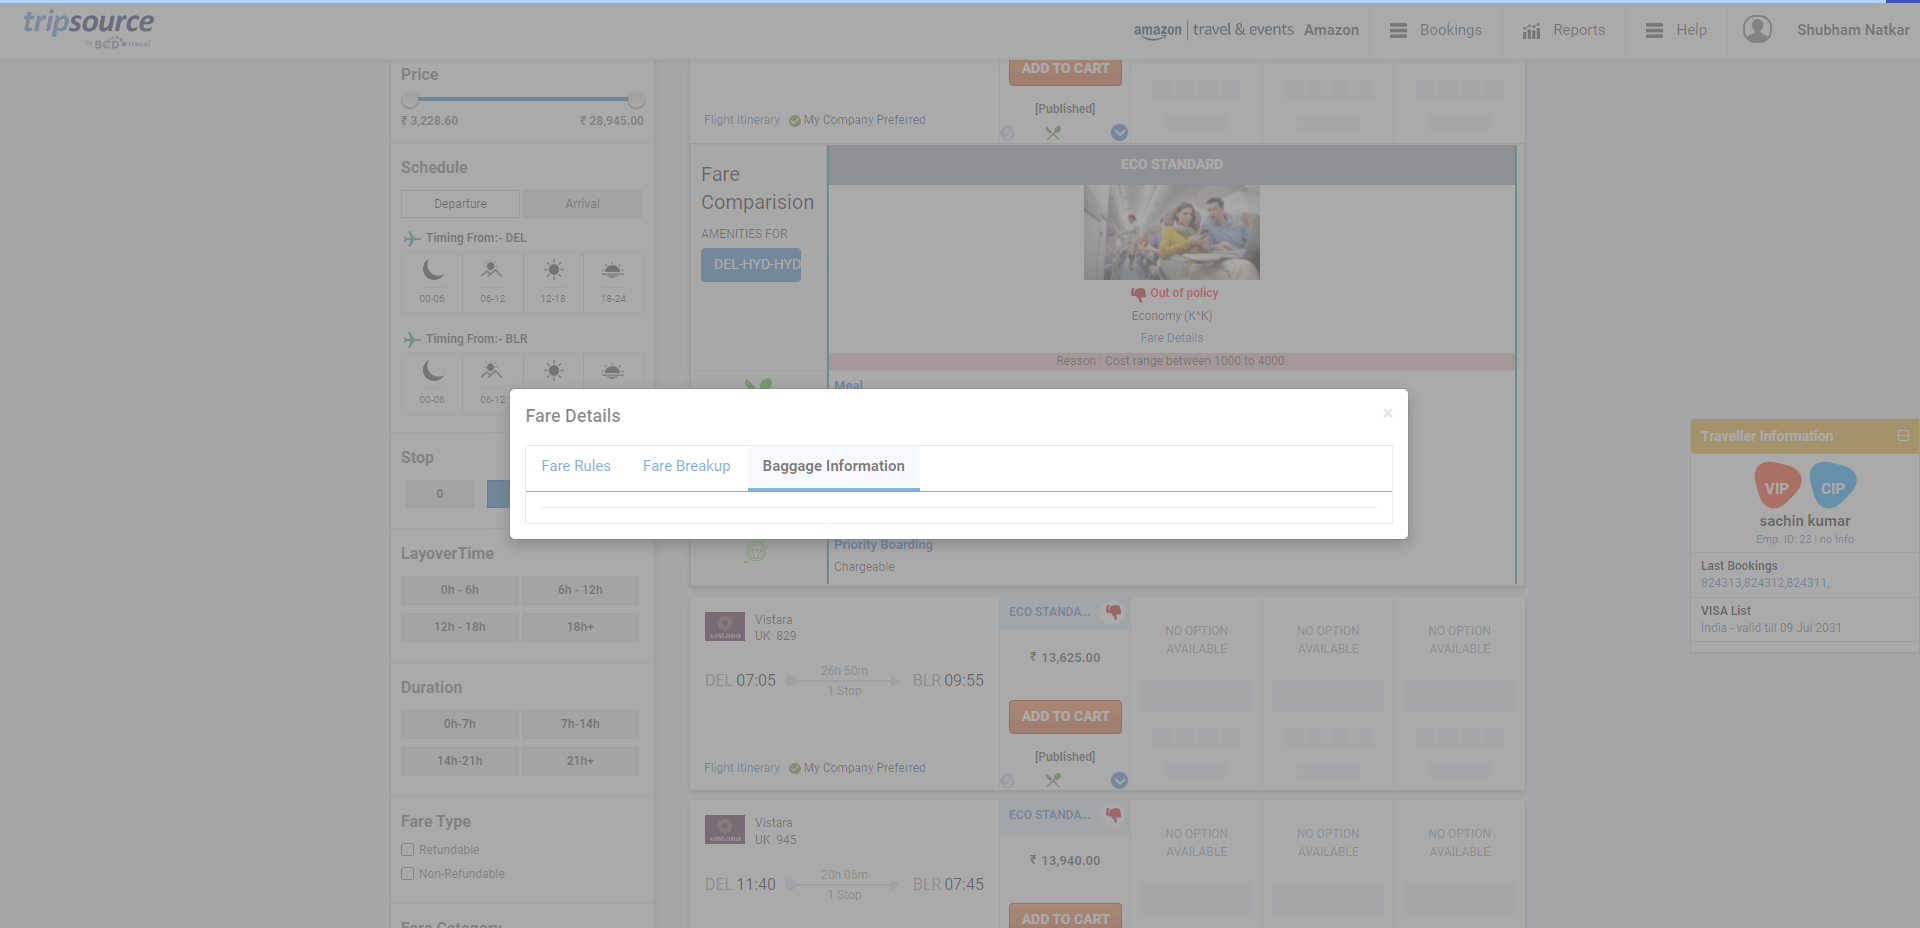 tripsource
by BCD travel
amazon travel & events Amazon
Bookings
Reports
Help
Shubham Natkar
Price
₹ 3,228.60 ₹ 28,945.00
Schedule
Departure Arrival
Timing From:- DEL
00-06 06-12 12-18 18-24
Timing From:- BLR
00-06 06-12
Stop
0
LayoverTime
0h - 6h 6h - 12h
12h - 18h 18h+
Duration
0h-7h 7h-14h
14h-21h 21h+
Fare Type
Refundable
Non-Refundable
Fare Category
ADD TO CART
[Published]
Flight Itinerary My Company Preferred
Fare
Comparision
AMENITIES FOR
DEL-HYD-HYD
ECO STANDARD
Out of policy
Economy (K^K)
Fare Details
Reason : Cost range between 1000 to 4000.
Meal
Fare Details ×
Fare Rules Fare Breakup Baggage Information
Priority Boarding
Chargeable
vistara
Vistara
UK 829
DEL 07:05 26h 50m 1 Stop BLR 09:55
Flight Itinerary My Company Preferred
ECO STANDA...
₹ 13,625.00
ADD TO CART
[Published]
NO OPTION AVAILABLE
NO OPTION AVAILABLE
NO OPTION AVAILABLE
vistara
Vistara
UK 945
DEL 11:40 20h 05m 1 Stop BLR 07:45
ECO STANDA...
₹ 13,940.00
ADD TO CART
NO OPTION AVAILABLE
NO OPTION AVAILABLE
NO OPTION AVAILABLE
Traveller Information
VIP CIP
sachin kumar
Emp. ID: 23 | no Info
Last Bookings
824313,824312,824311,
VISA List
India - valid till 09 Jul 2031